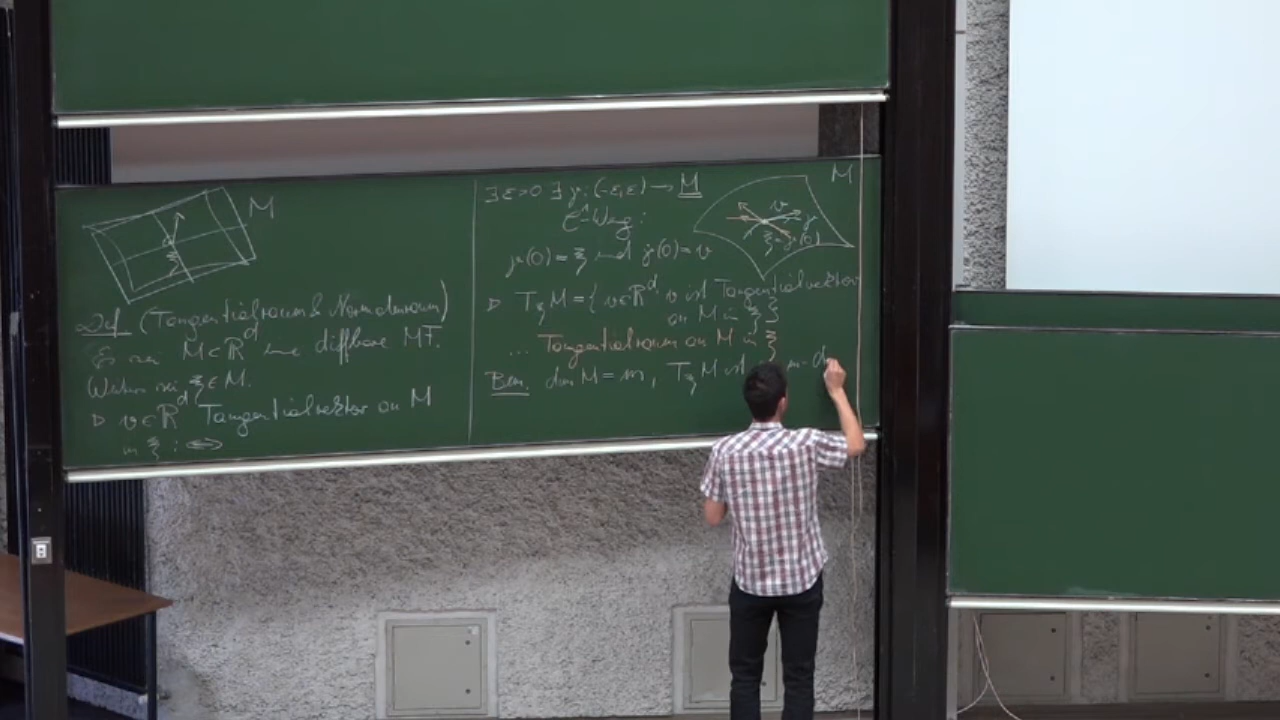 M
Def (Tangentialraum & Normalenraum)
Es sei M ⊂ ℝ^d eine diffbare MF.
Weiter sei ξ ∈ M.
▷ v ∈ ℝ^d Tangentialvektor an M
in ξ :⇔
∃ ε>0 ∃ γ: (-ε,ε) → M
C¹-Weg:
γ(0)=ξ und γ̇(0)=v
M
v
γ
ξ=γ(0)
▷ T_ξ M = { v∈ℝ^d, v ist Tangentialvektor
an M in ξ }
... Tangentialraum an M in ξ
Bem. dim M = m, T_ξ M ist m-d